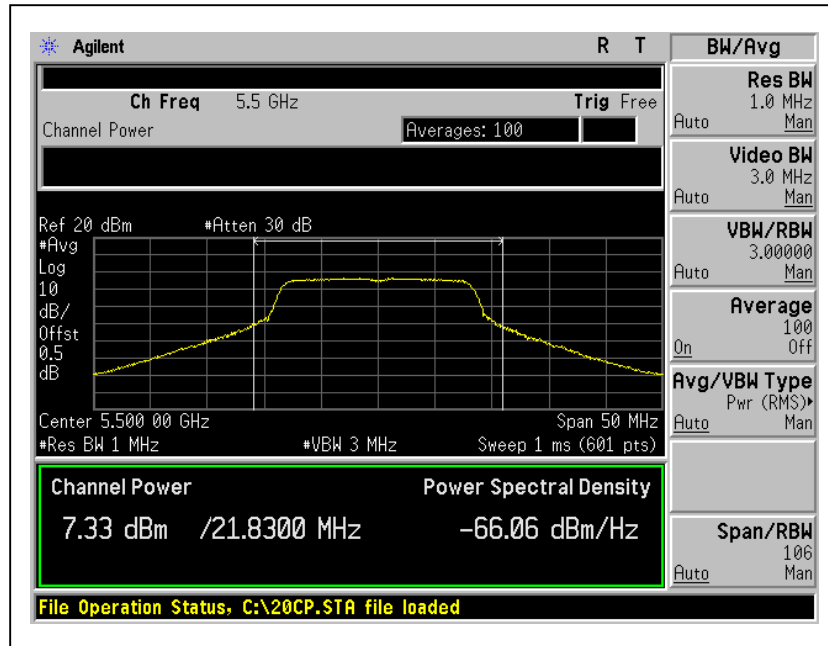 Agilent R T BW/Avg
Ch Freq 5.5 GHz Trig Free
Channel Power Averages: 100
Res BW
1.0 MHz
Auto Man
Video BW
3.0 MHz
Auto Man
VBW/RBW
3.00000
Auto Man
Average
100
On Off
Avg/VBW Type
Pwr (RMS)
Auto Man
Span/RBW
106
Auto Man
Ref 20 dBm #Atten 30 dB
#Avg
Log
10
dB/
Offst
0.5
dB
Center 5.500 00 GHz Span 50 MHz
#Res BW 1 MHz #VBW 3 MHz Sweep 1 ms (601 pts)
Channel Power Power Spectral Density
7.33 dBm /21.8300 MHz -66.06 dBm/Hz
File Operation Status, C:\20CP.STA file loaded